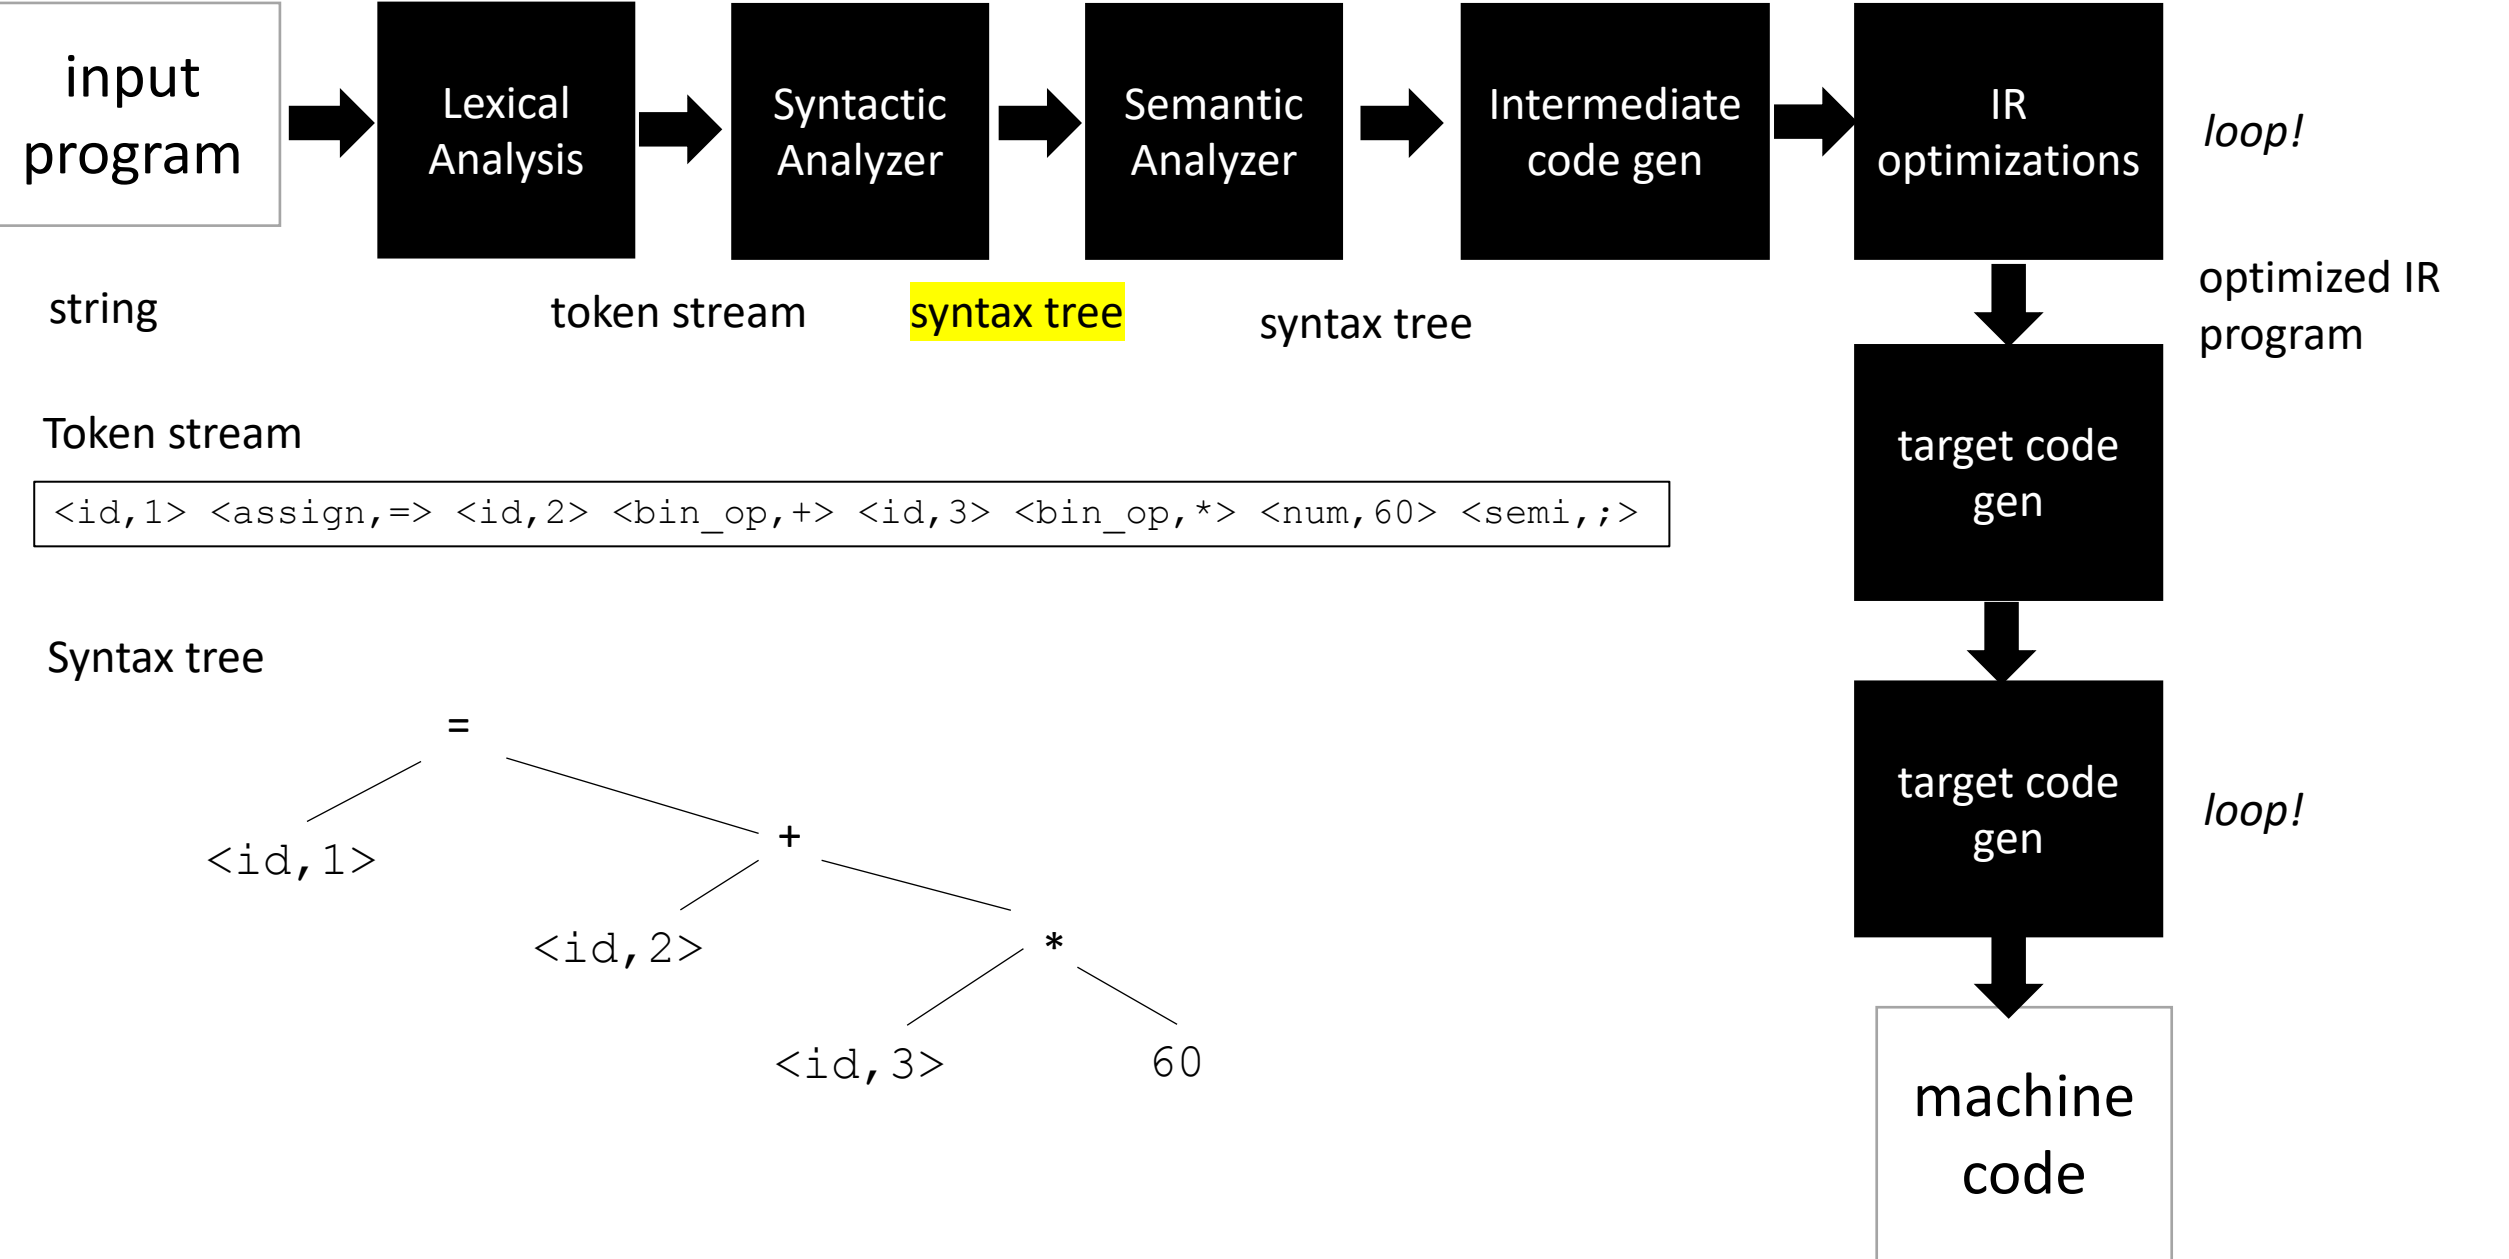 input
program
Lexical
Analysis
Syntactic
Analyzer
Semantic
Analyzer
Intermediate
code gen
IR
optimizations
loop!
string
token stream
syntax tree
syntax tree
optimized IR
program
Token stream
<id,1> <assign,=> <id,2> <bin_op,+> <id,3> <bin_op,*> <num,60> <semi,;>
target code
gen
Syntax tree
=
<id,1>
+
<id,2>
*
<id,3>
60
target code
gen
loop!
machine
code